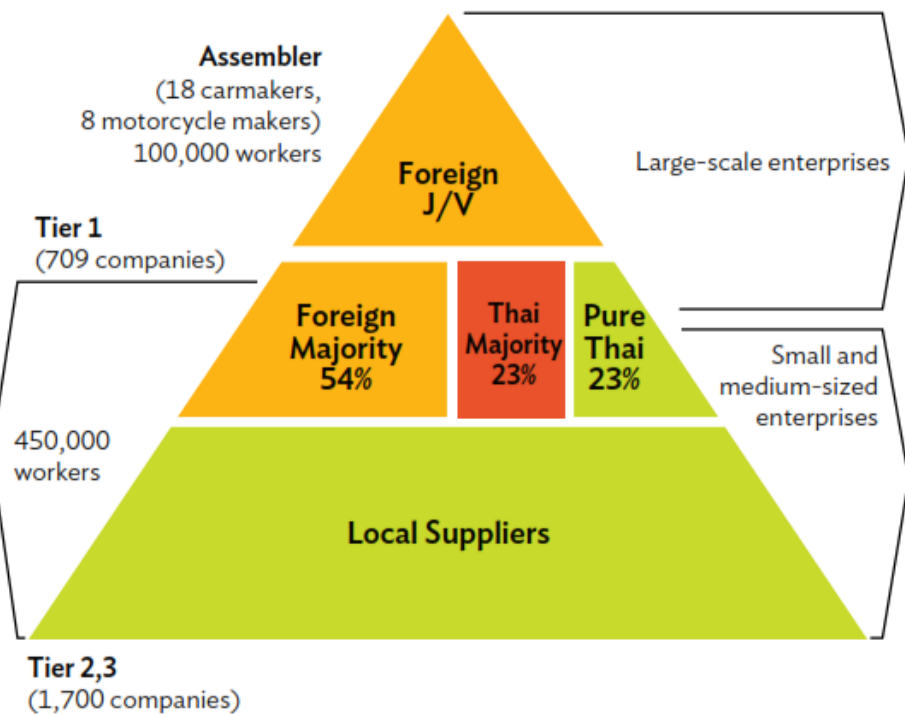 Assembler
(18 carmakers,
8 motorcycle makers)
100,000 workers
Foreign
J/V
Large-scale enterprises
Tier 1
(709 companies)
Foreign
Majority
54%
Thai
Majority
23%
Pure
Thai
23%
Small and
medium-sized
enterprises
450,000
workers
Local Suppliers
Tier 2,3
(1,700 companies)